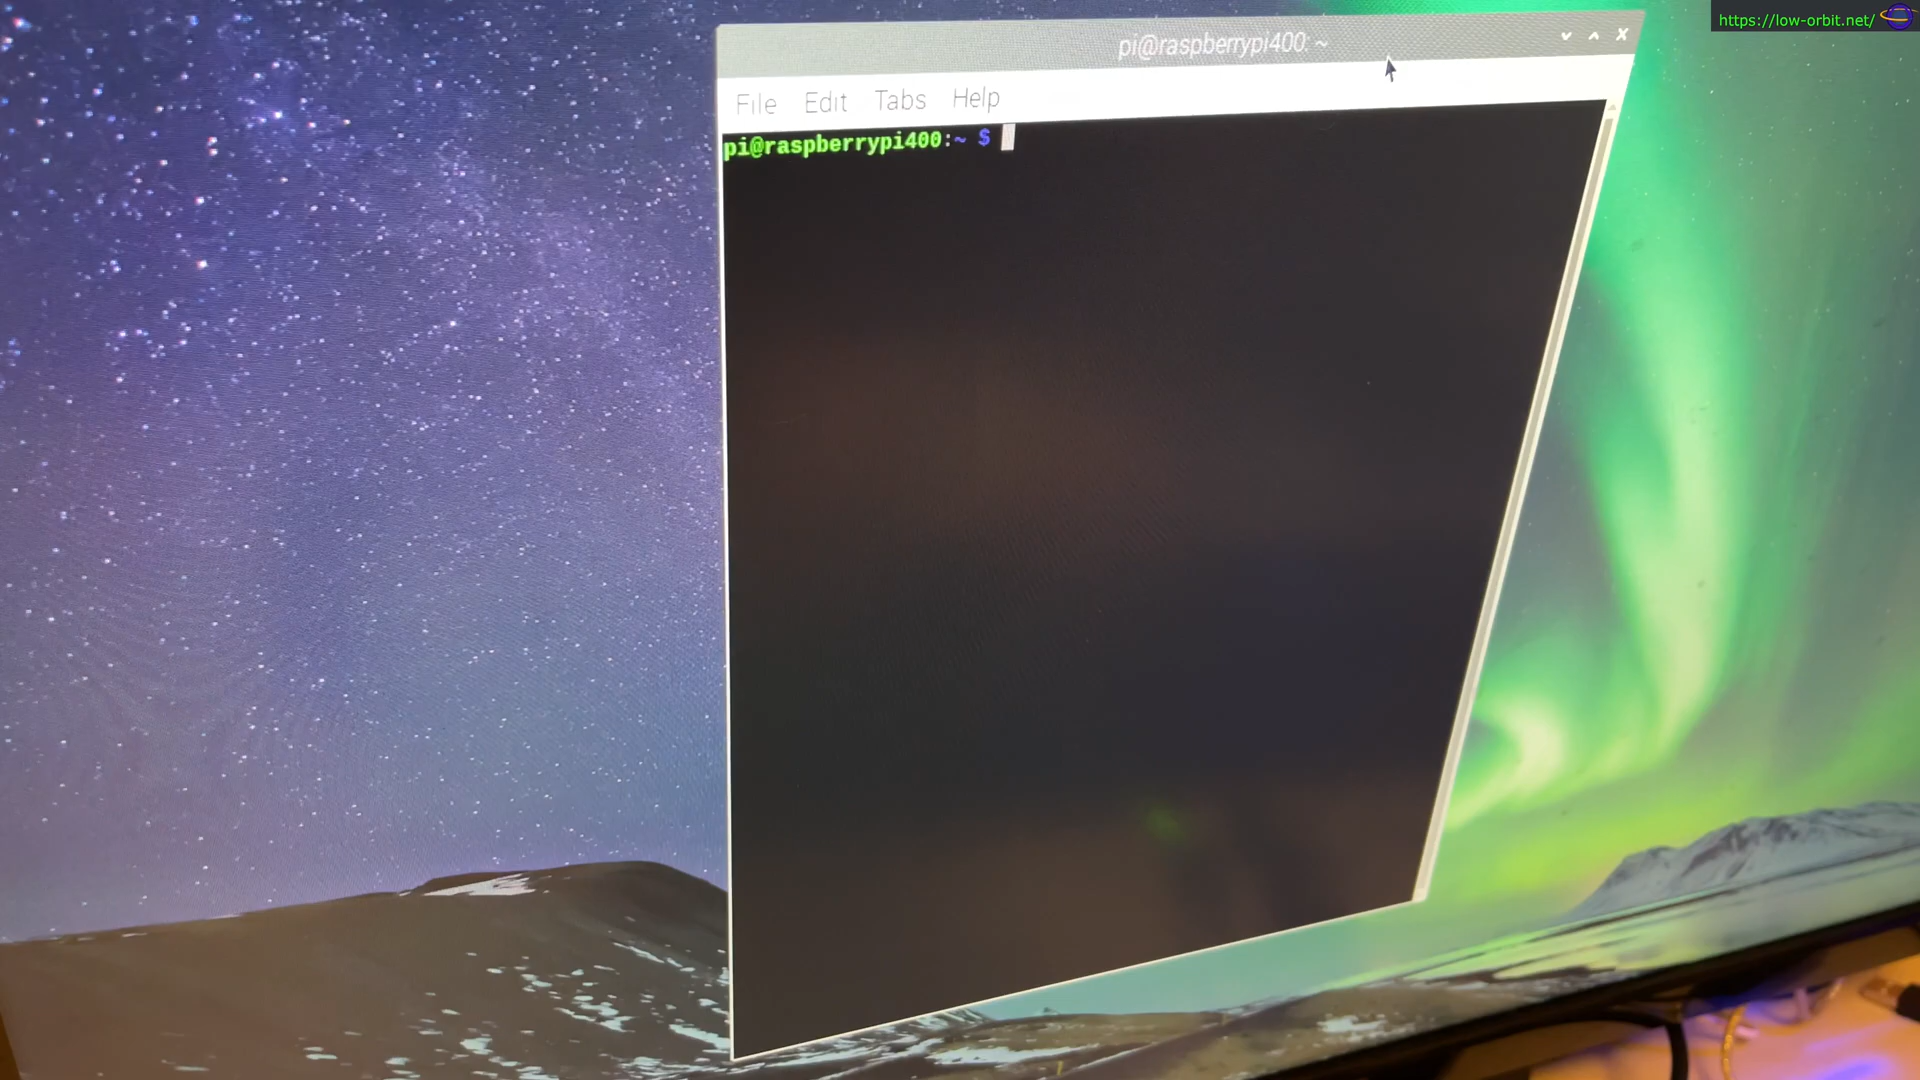 https://low-orbit.net/
pi@raspberrypi400: ~
File Edit Tabs Help
pi@raspberrypi400:~ $